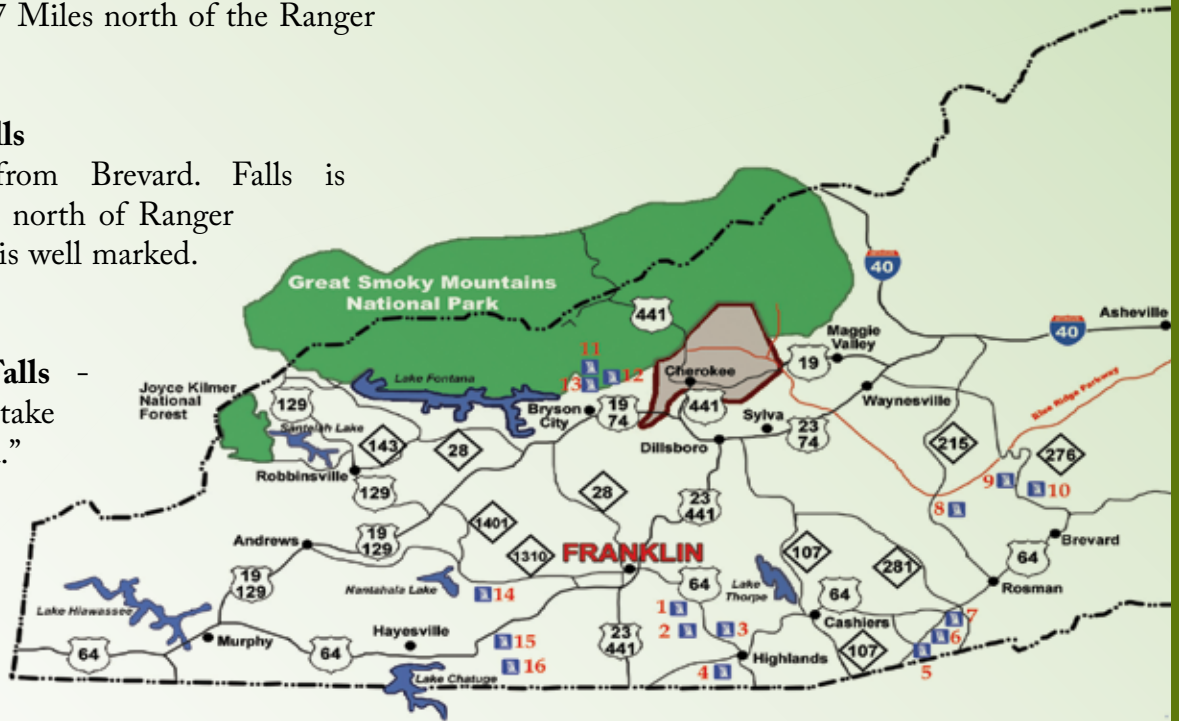 7 Miles north of the Ranger
lls
from Brevard. Falls is
north of Ranger
is well marked.
Falls -
take
.”
Great Smoky Mountains
National Park
441
40
40
Asheville
Maggie
Valley
19
11
12
13
Cherokee
Lake Fontana
Joyce Kilmer
National
Forest
129
Bryson
City
19
74
441
Sylva
Waynesville
Blue Ridge Parkway
Santeelah Lake
143
28
Dillsboro
23
74
215
276
Robbinsville
129
28
23
441
9
10
8
1401
Andrews
19
129
1310
FRANKLIN
107
281
Brevard
64
19
129
Nantahala Lake
14
64
Lake
Thorpe
64
Rosman
Lake Hiawassee
1
Cashiers
7
Murphy
Hayesville
15
23
441
2
3
6
64
64
16
Highlands
107
5
4
Lake Chatuge